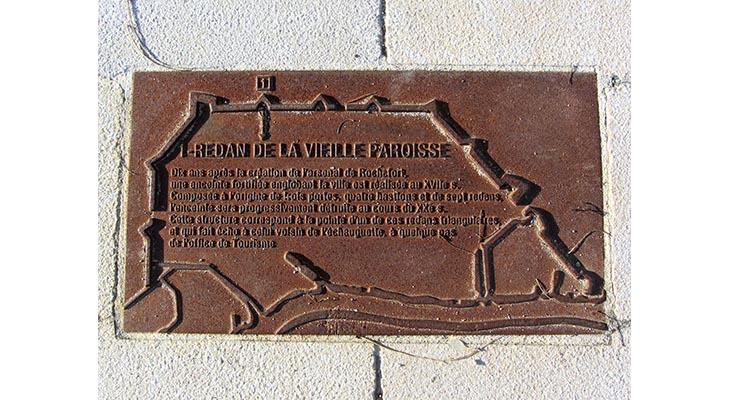 11
1-REDAN DE LA VIEILLE PAROISSE
Dix ans après la création de l'arsenal de Rochefort,
une enceinte fortifiée englobant la ville est réalisée au XVIIe s.
Composée à l'origine de trois portes, quatre bastions et de sept redans,
l'enceinte sera progressivement détruite au cours du XXe s.
Cette structure correspond à la pointe d'un de ces redans triangulaires,
et qui fait écho à celui voisin de l'échauguette, à quelque pas
de l'office de Tourisme